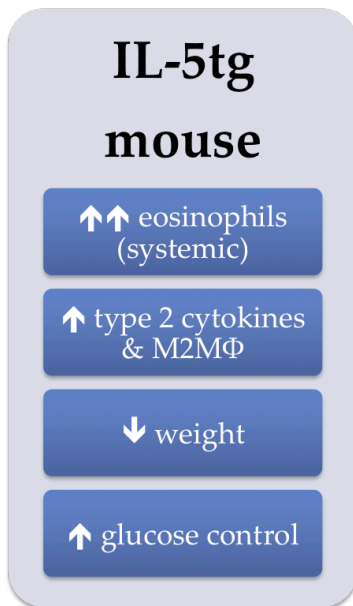 IL-5tg
mouse
↑↑ eosinophils
(systemic)
↑ type 2 cytokines
& M2MΦ
↓ weight
↑ glucose control